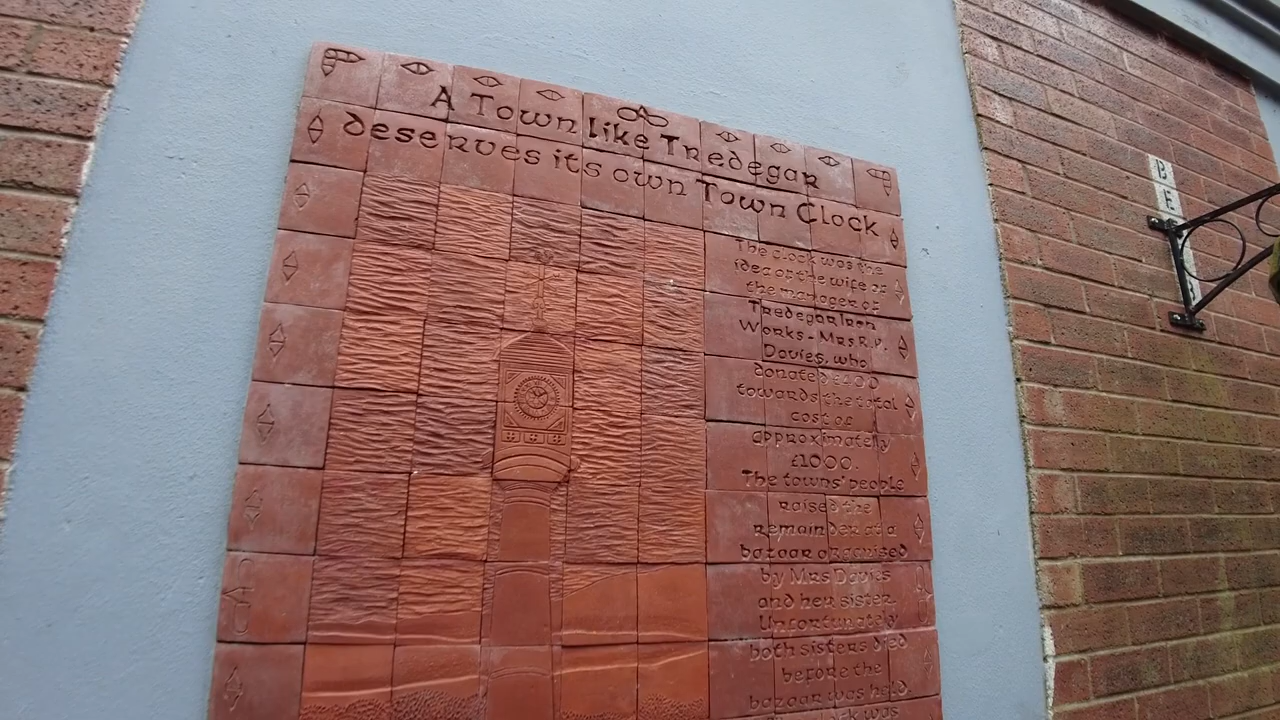 A Town like Tredegar
deserves its own Town Clock
The clock was the
idea of the wife of
the manager of
Tredegar Iron
Works - Mrs R.P.
Davies, who
donated £400
towards the total
cost of
approximately
£1000.
The towns' people
raised the
remainder at a
bazaar organised
by Mrs Davies
and her sister.
Unfortunately
both sisters died
before the
bazaar was held.
clock was
BE